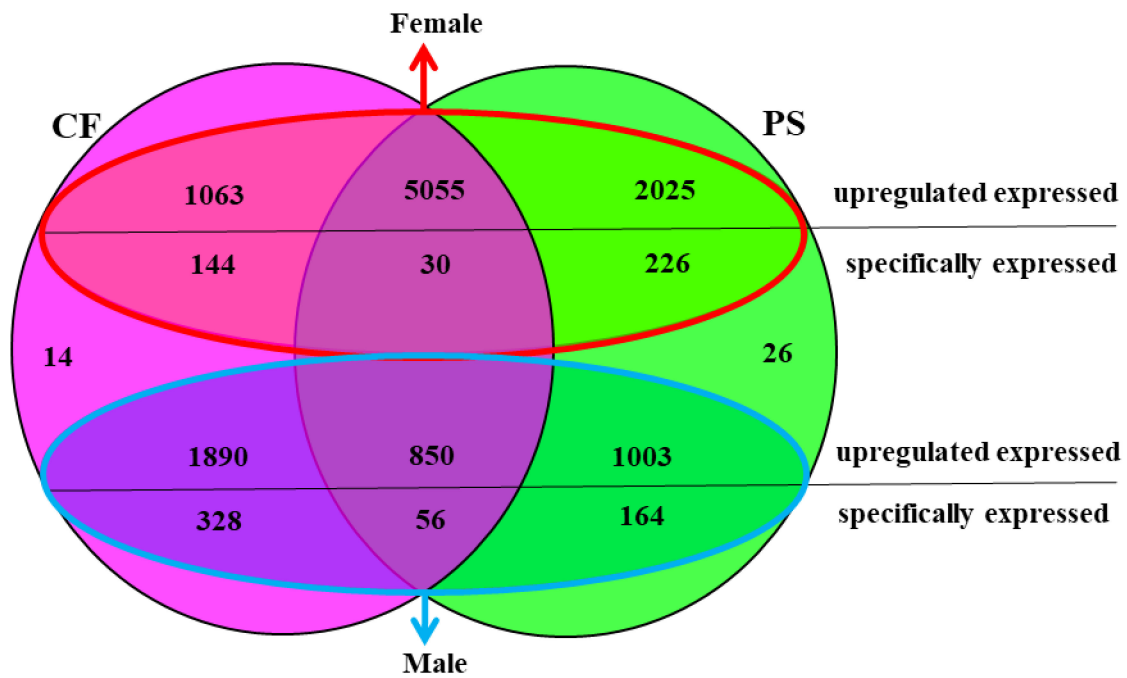 Female
CF
PS
1063 5055 2025 upregulated expressed
144 30 226 specifically expressed
14 26
1890 850 1003 upregulated expressed
328 56 164 specifically expressed
Male